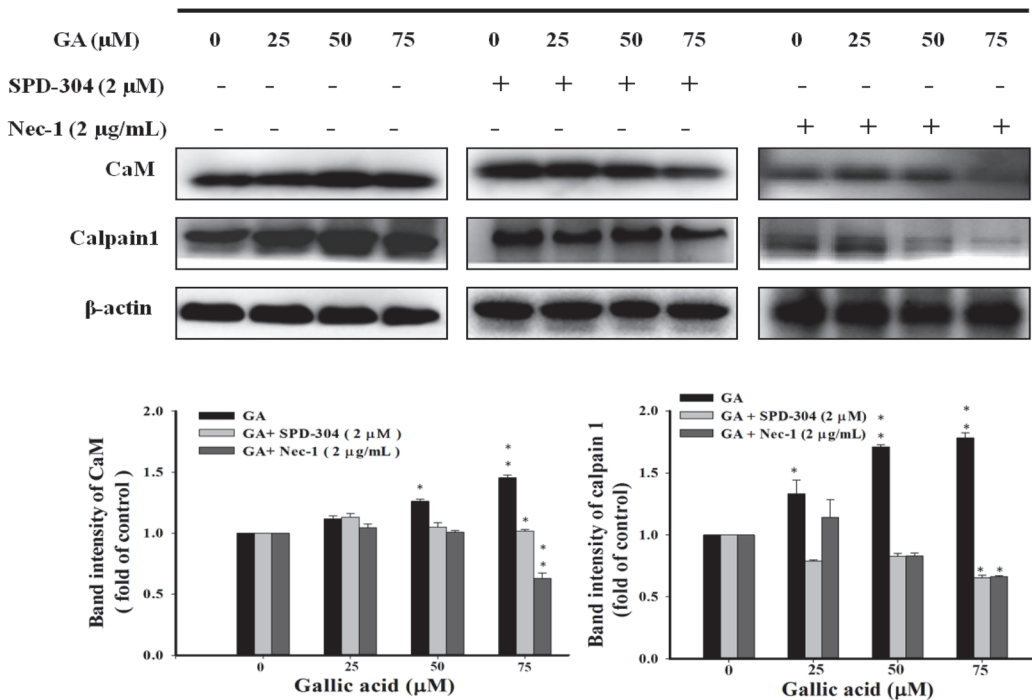 GA (μM) 0 25 50 75 0 25 50 75 0 25 50 75
SPD-304 (2 μM) - - - - + + + + - - - -
Nec-1 (2 μg/mL) - - - - - - - - + + + +
CaM
Calpain1
β-actin
Band intensity of CaM
( fold of control )
2.0
1.5
1.0
0.5
0.0
GA
GA+ SPD-304 ( 2 μM )
GA+ Nec-1 ( 2 μg/mL )
*
*
*
*
*
*
0 25 50 75
Gallic acid (μM)
Band intensity of calpain 1
(fold of control)
2.0
1.5
1.0
0.5
0.0
GA
GA + SPD-304 (2 μM)
GA + Nec-1 (2 μg/mL)
*
*
*
*
*
* *
0 25 50 75
Gallic acid (μM)